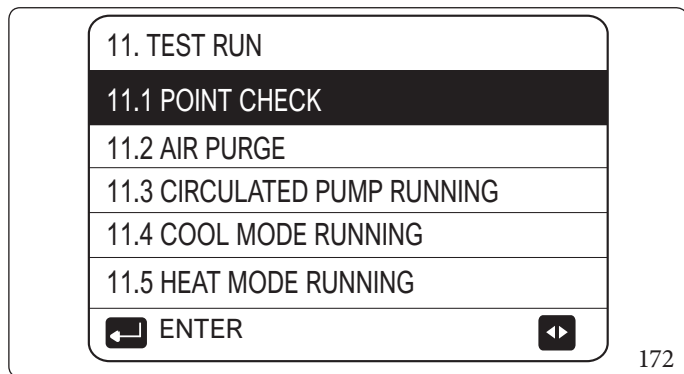 11. TEST RUN
11.1 POINT CHECK
11.2 AIR PURGE
11.3 CIRCULATED PUMP RUNNING
11.4 COOL MODE RUNNING
11.5 HEAT MODE RUNNING
ENTER
172